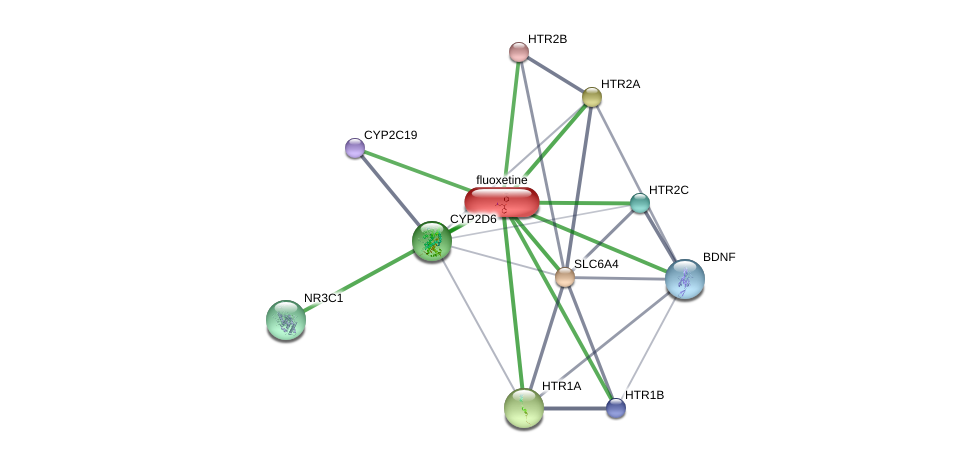 HTR2B
HTR2A
CYP2C19
fluoxetine
HTR2C
CYP2D6
BDNF
SLC6A4
NR3C1
HTR1A
HTR1B